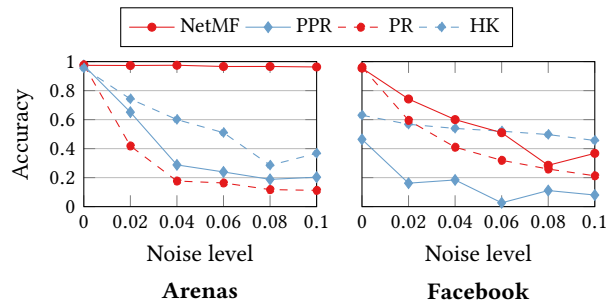 NetMF PPR PR HK
Accuracy
1
0.8
0.6
0.4
0.2
0
0 0.02 0.04 0.06 0.08 0.1
Noise level
Arenas
0 0.02 0.04 0.06 0.08 0.1
Noise level
Facebook